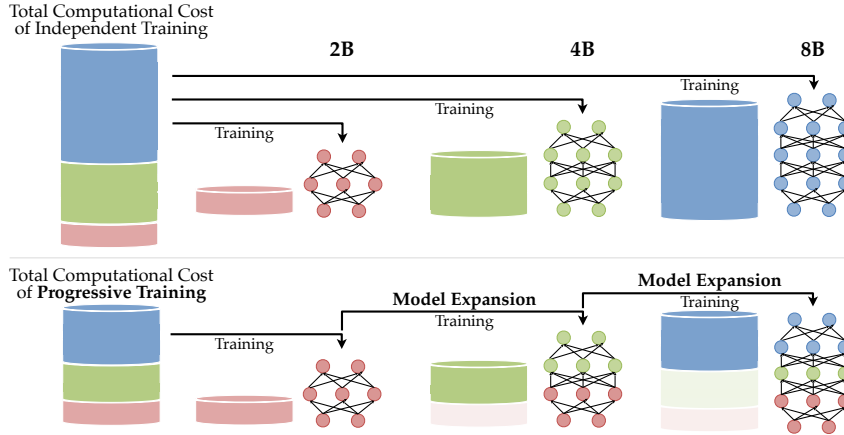 Total Computational Cost
of Independent Training
2B
4B
8B
Training
Training
Training
Total Computational Cost
of Progressive Training
Model Expansion
Model Expansion
Training
Training
Training